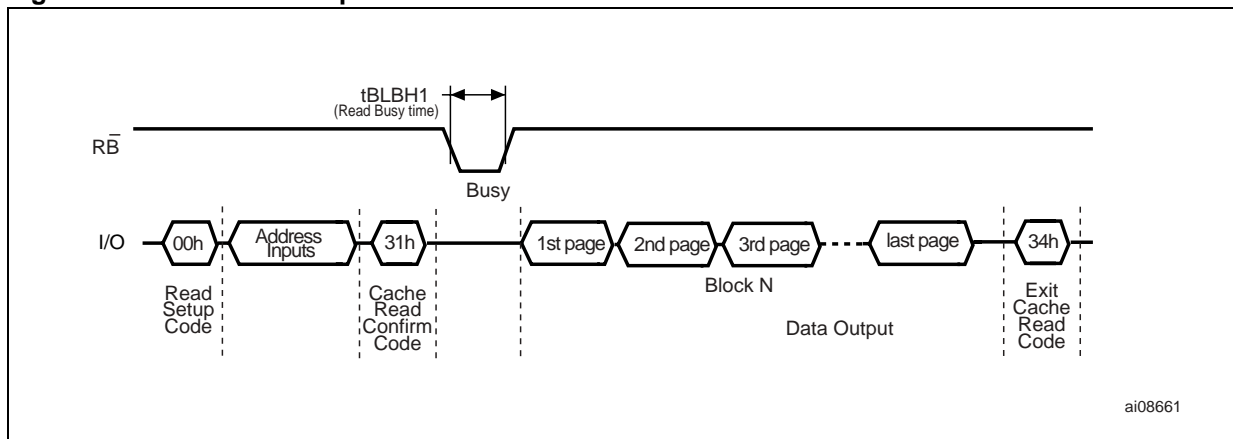 tBLBH1
(Read Busy time)
RB̅
Busy
I/O
00h
Address
Inputs
31h
1st page
2nd page
3rd page
last page
34h
Read
Setup
Code
Cache
Read
Confirm
Code
Block N
Data Output
Exit
Cache
Read
Code
ai08661